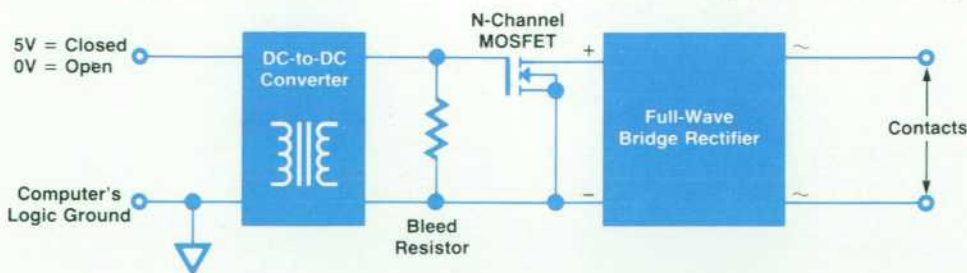 N-Channel
MOSFET
5V = Closed
0V = Open
DC-to-DC
Converter
+
~
Full-Wave
Bridge Rectifier
Contacts
Computer's
Logic Ground
Bleed
Resistor
−
~